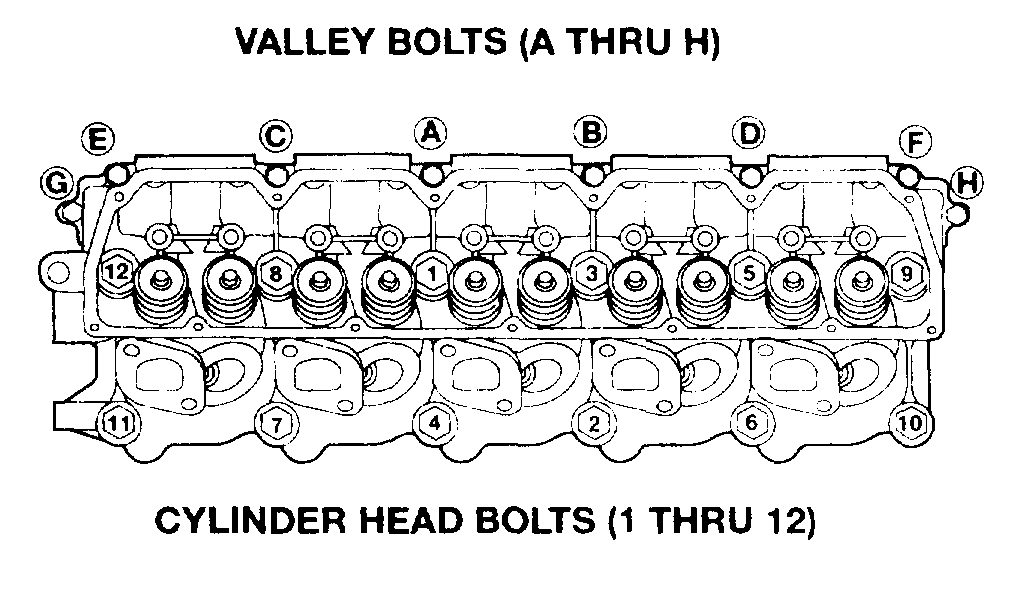 VALLEY BOLTS (A THRU H)
E C A B D F
G H
12 8 1 3 5 9
11 7 4 2 6 10
CYLINDER HEAD BOLTS (1 THRU 12)